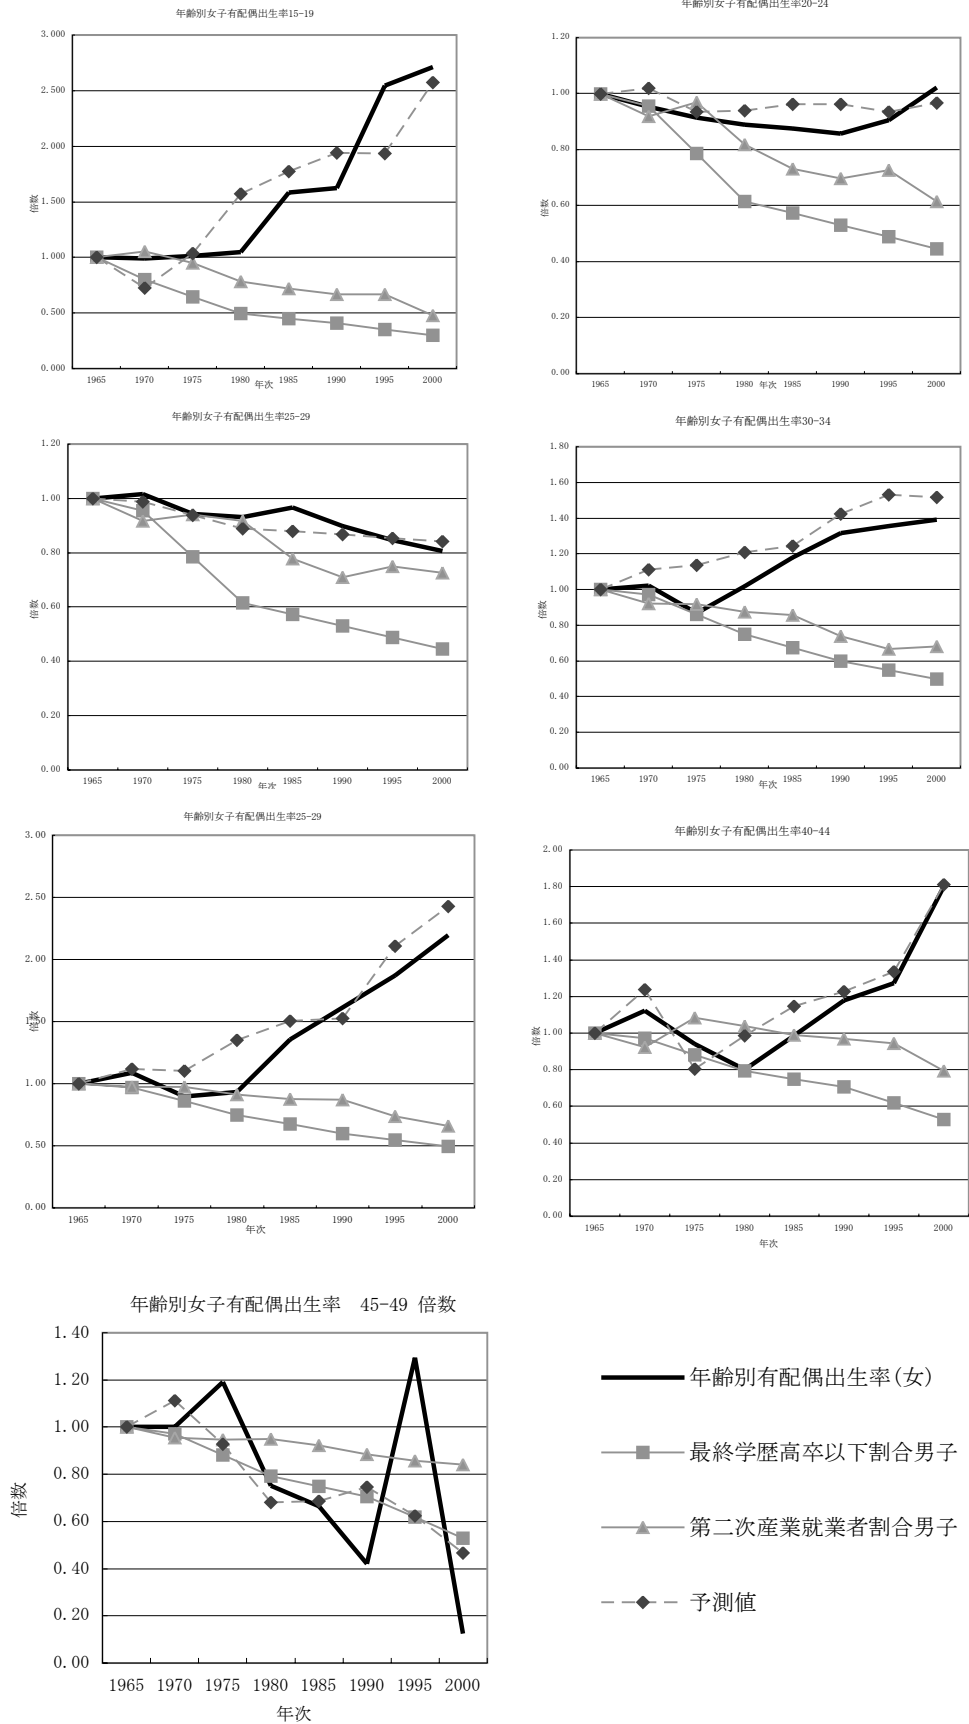 年齢別女子有配偶出生率15-19
3.000
2.500
2.000
1.500
1.000
0.500
0.000
倍数
1965 1970 1975 1980 1985 1990 1995 2000
年次
年齢別女子有配偶出生率20-24
1.20
1.00
0.80
0.60
0.40
0.20
0.00
倍数
1965 1970 1975 1980 1985 1990 1995 2000
年次
年齢別女子有配偶出生率25-29
1.20
1.00
0.80
0.60
0.40
0.20
0.00
倍数
1965 1970 1975 1980 1985 1990 1995 2000
年次
年齢別女子有配偶出生率30-34
1.80
1.60
1.40
1.20
1.00
0.80
0.60
0.40
0.20
0.00
倍数
1965 1970 1975 1980 1985 1990 1995 2000
年次
年齢別女子有配偶出生率25-29
3.00
2.50
2.00
1.50
1.00
0.50
0.00
倍数
1965 1970 1975 1980 1985 1990 1995 2000
年次
年齢別女子有配偶出生率40-44
2.00
1.80
1.60
1.40
1.20
1.00
0.80
0.60
0.40
0.20
0.00
倍数
1965 1970 1975 1980 1985 1990 1995 2000
年次
年齢別女子有配偶出生率　45-49 倍数
1.40
1.20
1.00
0.80
0.60
0.40
0.20
0.00
倍数
1965 1970 1975 1980 1985 1990 1995 2000
年次
年齢別有配偶出生率(女)
最終学歴高卒以下割合男子
第二次産業就業者割合男子
予測値